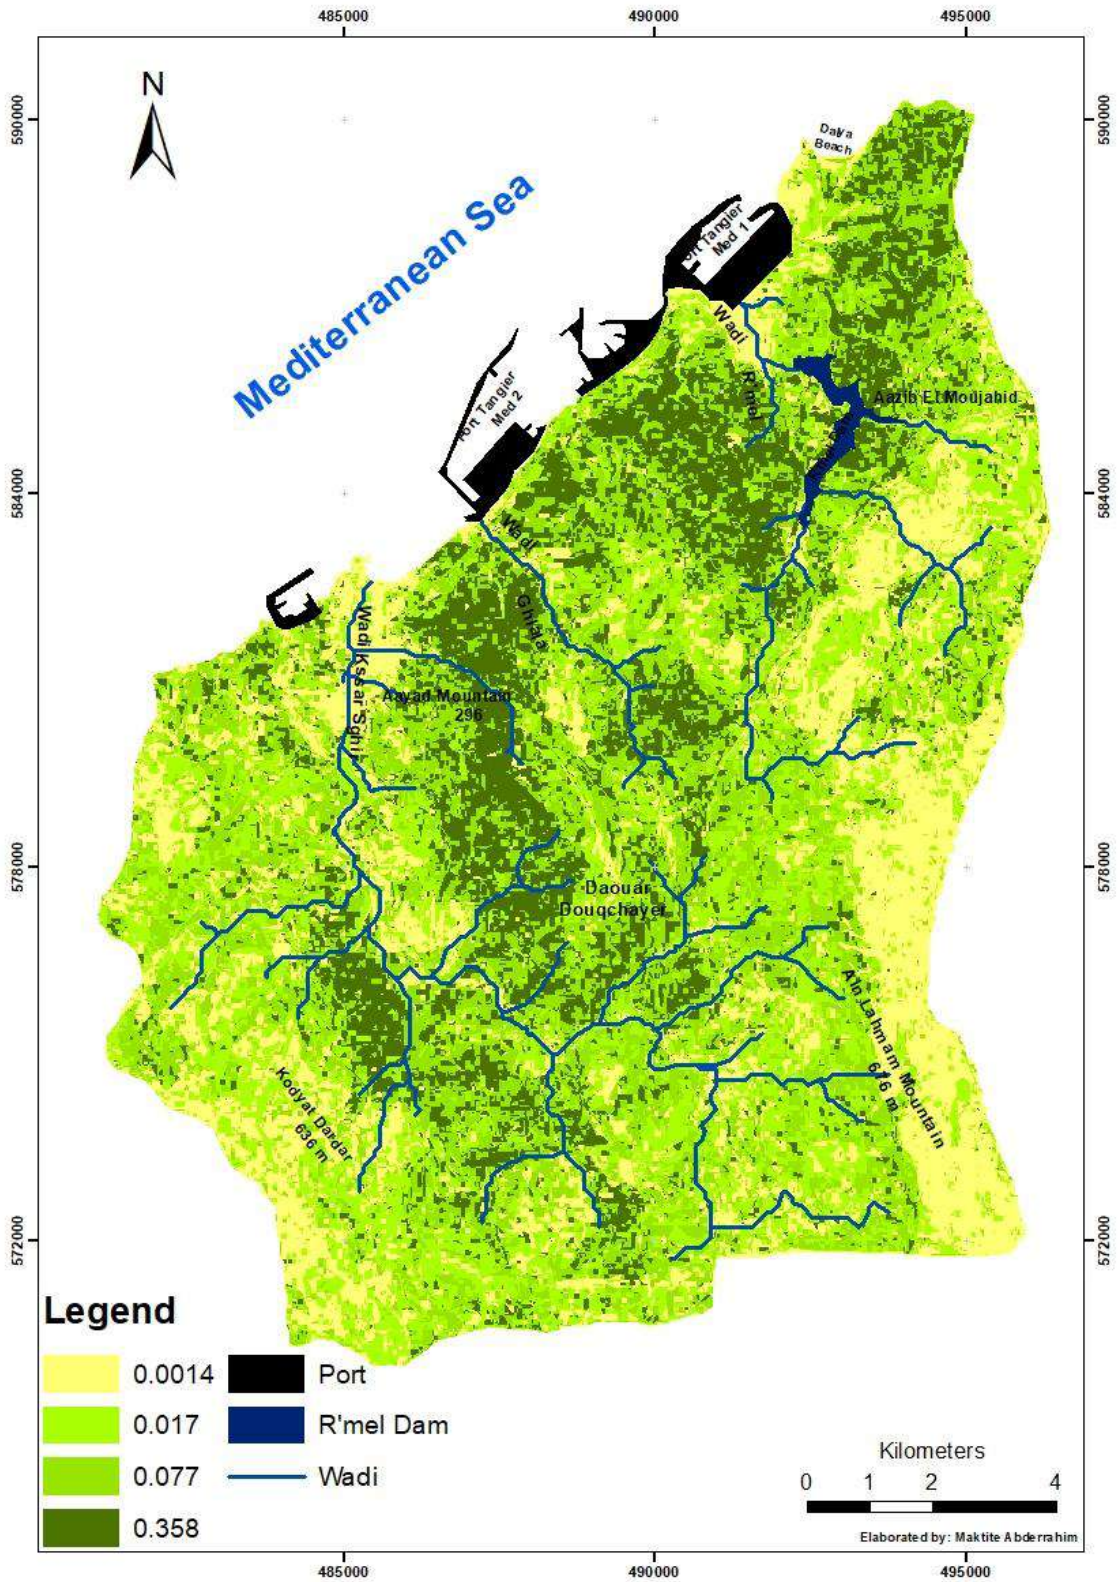 485000
490000
495000
590000
590000
N
Dalya
Beach
Mediterranean Sea
Port Tangier
Med 1
Wadi
R'mel
Port Tangier
Med 2
Aazib El Moujahid
584000
584000
Wadi
Ghlala
Wadi Kssar Sghir
Aayad Mountain
296
578000
578000
Daouar
Douqchayer
Ain Lahmam Mountain
676 m
Kodyat Dardar
636 m
572000
572000
Legend
0.0014
Port
0.017
R'mel Dam
0.077
Wadi
0.358
Kilometers
0 1 2 4
Elaborated by: Maktite Abderrahim
485000
490000
495000